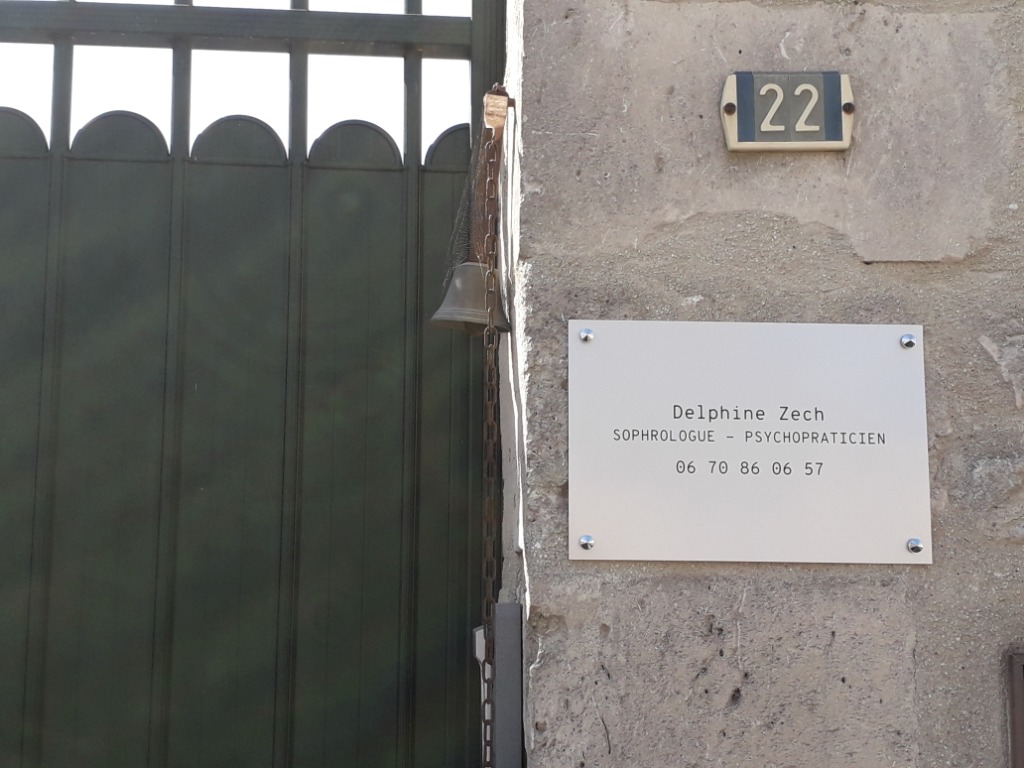 22
Delphine Zech
SOPHROLOGUE - PSYCHOPRATICIEN
06 70 86 06 57